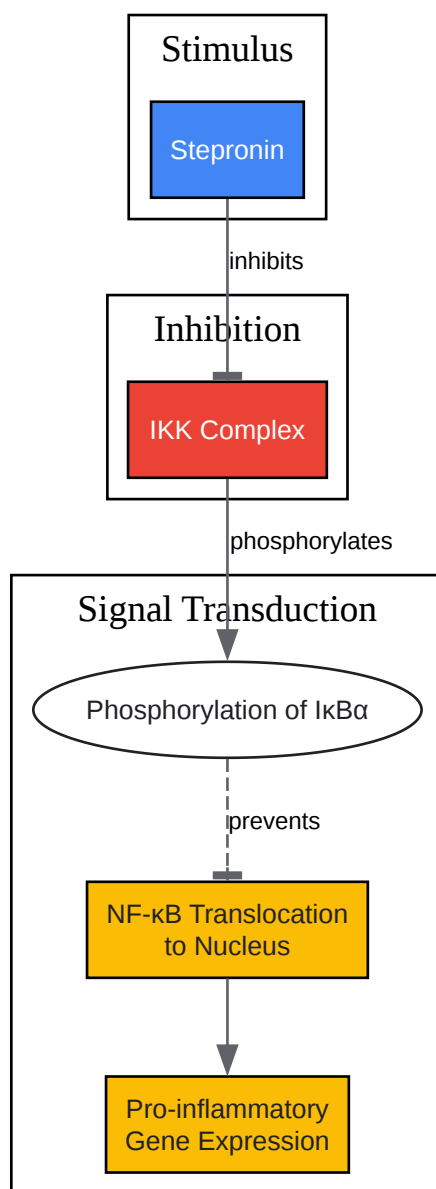 Stimulus
Stepronin
inhibits
Inhibition
IKK Complex
phosphorylates
Signal Transduction
Phosphorylation of IκBα
prevents
NF-κB Translocation
to Nucleus
Pro-inflammatory
Gene Expression